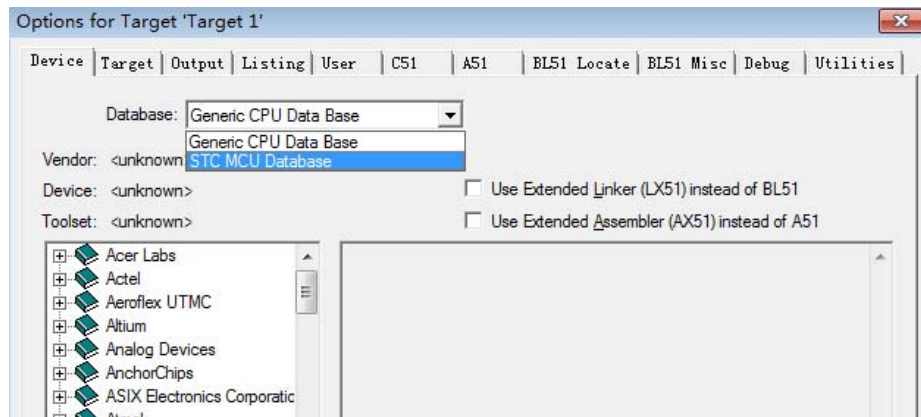 Options for Target 'Target 1'
Device Target Output Listing User C51 A51 BL51 Locate BL51 Misc Debug Utilities
Database: Generic CPU Data Base
Generic CPU Data Base
Vendor: <unknown STC MCU Database
Device: <unknown> Use Extended Linker (LX51) instead of BL51
Toolset: <unknown> Use Extended Assembler (AX51) instead of A51
Acer Labs
Actel
Aeroflex UTMC
Altium
Analog Devices
AnchorChips
ASIX Electronics Corporatic